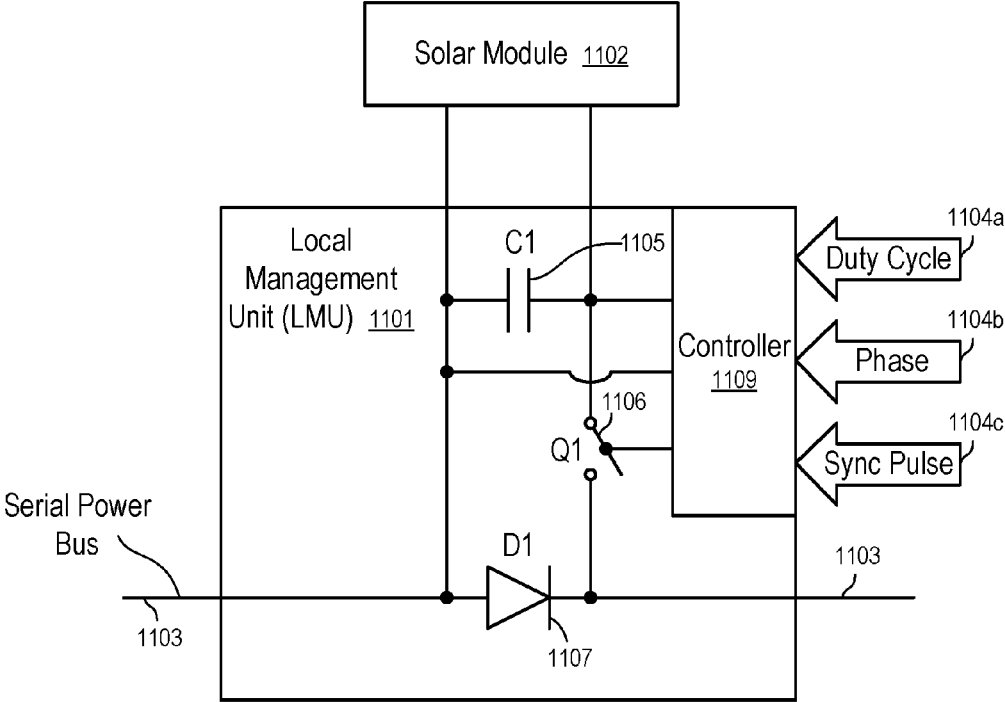 Solar Module 1102
Local
Management
Unit (LMU) 1101
C1
1105
Controller
1109
Duty Cycle
1104a
Phase
1104b
Sync Pulse
1104c
1106
Q1
Serial Power
Bus
D1
1103
1107
1103